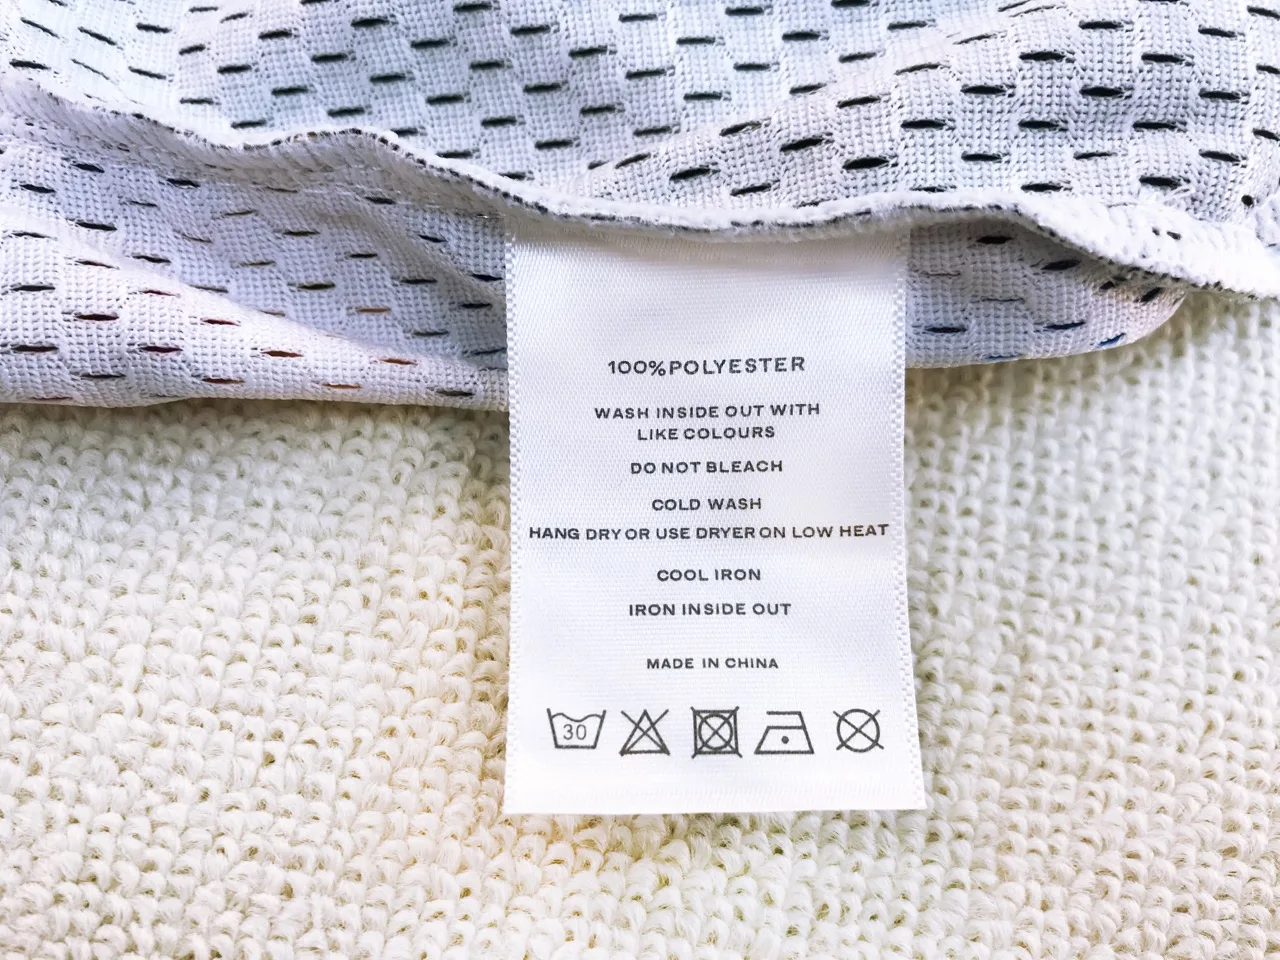 100%POLYESTER
WASH INSIDE OUT WITH
LIKE COLOURS
DO NOT BLEACH
COLD WASH
HANG DRY OR USE DRYER ON LOW HEAT
COOL IRON
IRON INSIDE OUT
MADE IN CHINA
30